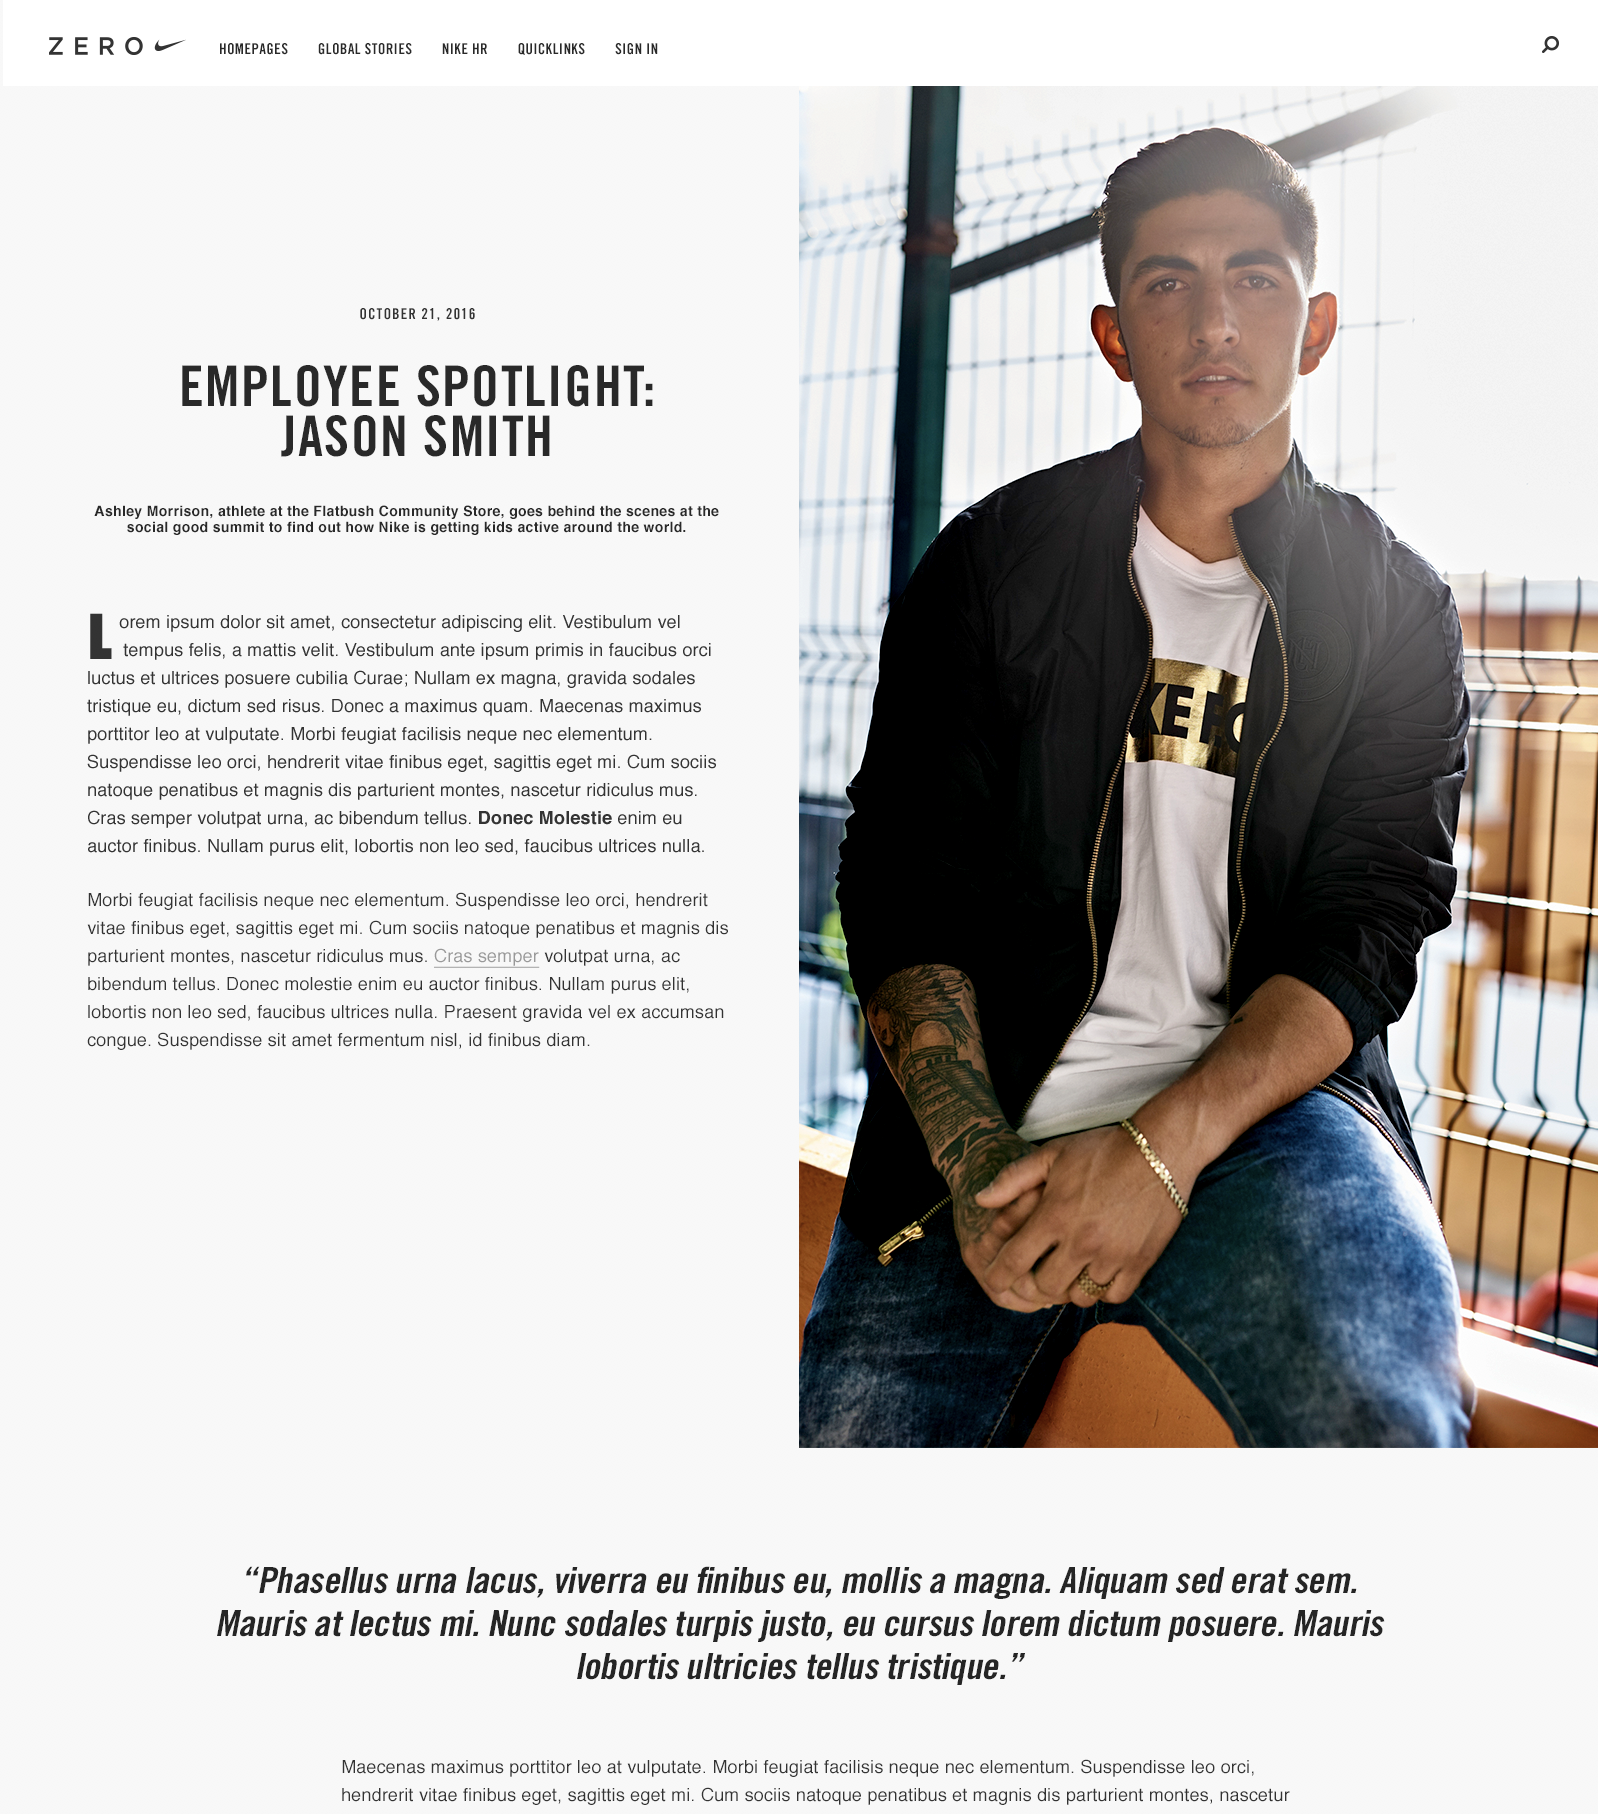 ZERO
HOMEPAGES
GLOBAL STORIES
NIKE HR
QUICKLINKS
SIGN IN
OCTOBER 21, 2016
EMPLOYEE SPOTLIGHT:
JASON SMITH
Ashley Morrison, athlete at the Flatbush Community Store, goes behind the scenes at the
social good summit to find out how Nike is getting kids active around the world.
Lorem ipsum dolor sit amet, consectetur adipiscing elit. Vestibulum vel
tempus felis, a mattis velit. Vestibulum ante ipsum primis in faucibus orci
luctus et ultrices posuere cubilia Curae; Nullam ex magna, gravida sodales
tristique eu, dictum sed risus. Donec a maximus quam. Maecenas maximus
porttitor leo at vulputate. Morbi feugiat facilisis neque nec elementum.
Suspendisse leo orci, hendrerit vitae finibus eget, sagittis eget mi. Cum sociis
natoque penatibus et magnis dis parturient montes, nascetur ridiculus mus.
Cras semper volutpat urna, ac bibendum tellus. Donec Molestie enim eu
auctor finibus. Nullam purus elit, lobortis non leo sed, faucibus ultrices nulla.
Morbi feugiat facilisis neque nec elementum. Suspendisse leo orci, hendrerit
vitae finibus eget, sagittis eget mi. Cum sociis natoque penatibus et magnis dis
parturient montes, nascetur ridiculus mus. Cras semper volutpat urna, ac
bibendum tellus. Donec molestie enim eu auctor finibus. Nullam purus elit,
lobortis non leo sed, faucibus ultrices nulla. Praesent gravida vel ex accumsan
congue. Suspendisse sit amet fermentum nisl, id finibus diam.
KE FC
“Phasellus urna lacus, viverra eu finibus eu, mollis a magna. Aliquam sed erat sem.
Mauris at lectus mi. Nunc sodales turpis justo, eu cursus lorem dictum posuere. Mauris
lobortis ultricies tellus tristique.”
Maecenas maximus porttitor leo at vulputate. Morbi feugiat facilisis neque nec elementum. Suspendisse leo orci,
hendrerit vitae finibus eget, sagittis eget mi. Cum sociis natoque penatibus et magnis dis parturient montes, nascetur